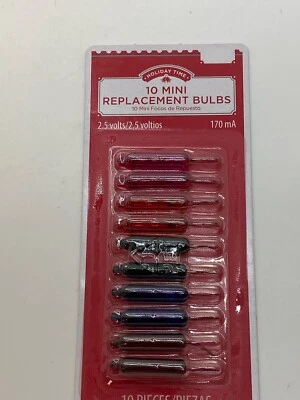 HOLIDAY TIME
10 MINI
REPLACEMENT BULBS
10 Mini Focos de Repuesto
2.5 volts/2,5 voltios 170 mA
10 PIECES/PIEZAS